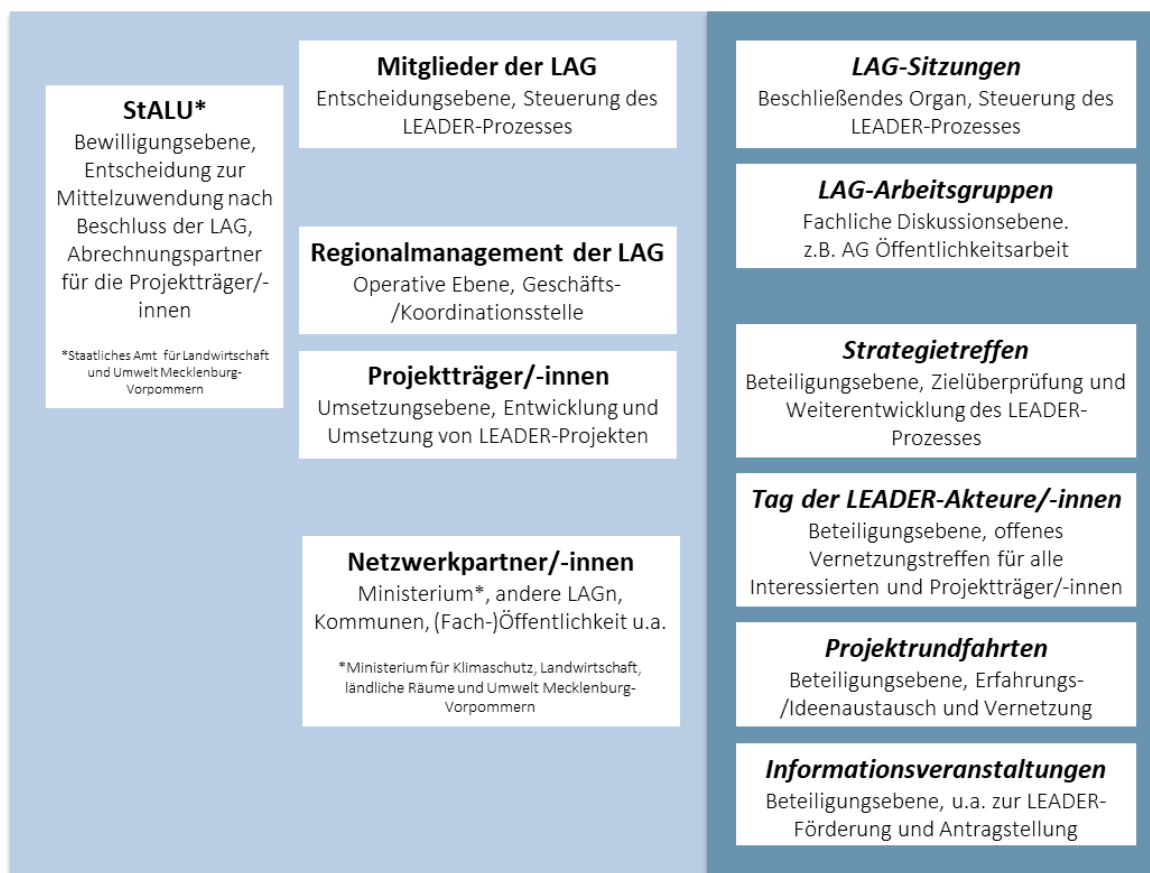 StALU*
Bewilligungsebene,
Entscheidung zur
Mittelzuwendung nach
Beschluss der LAG,
Abrechnungspartner
für die Projektträger/-
innen
*Staatliches Amt für Landwirtschaft
und Umwelt Mecklenburg-
Vorpommern
Mitglieder der LAG
Entscheidungsebene, Steuerung des
LEADER-Prozesses
Regionalmanagement der LAG
Operative Ebene, Geschäfts-
/Koordinationsstelle
Projektträger/-innen
Umsetzungsebene, Entwicklung und
Umsetzung von LEADER-Projekten
Netzwerkpartner/-innen
Ministerium*, andere LAGn,
Kommunen, (Fach-)Öffentlichkeit u.a.
*Ministerium für Klimaschutz, Landwirtschaft,
ländliche Räume und Umwelt Mecklenburg-
Vorpommern
LAG-Sitzungen
Beschließendes Organ, Steuerung des
LEADER-Prozesses
LAG-Arbeitsgruppen
Fachliche Diskussionsebene.
z.B. AG Öffentlichkeitsarbeit
Strategietreffen
Beteiligungsebene, Zielüberprüfung und
Weiterentwicklung des LEADER-
Prozesses
Tag der LEADER-Akteure/-innen
Beteiligungsebene, offenes
Vernetzungstreffen für alle
Interessierten und Projektträger/-innen
Projektrundfahrten
Beteiligungsebene, Erfahrungs-
/Ideenaustausch und Vernetzung
Informationsveranstaltungen
Beteiligungsebene, u.a. zur LEADER-
Förderung und Antragstellung